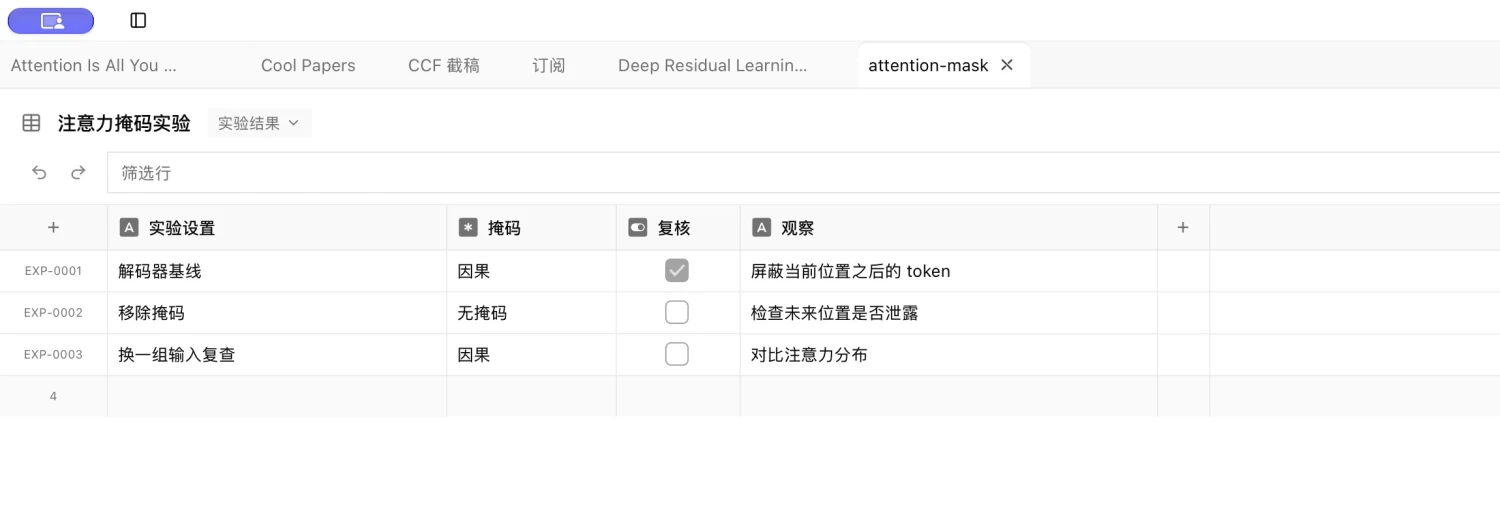 Attention Is All You ... Cool Papers CCF 截稿 订阅 Deep Residual Learnin... attention-mask
注意力掩码实验 实验结果
筛选行
+ A 实验设置 * 掩码 复核 A 观察 +
EXP-0001 解码器基线 因果 屏蔽当前位置之后的 token
EXP-0002 移除掩码 无掩码 检查未来位置是否泄露
EXP-0003 换一组输入复查 因果 对比注意力分布
4